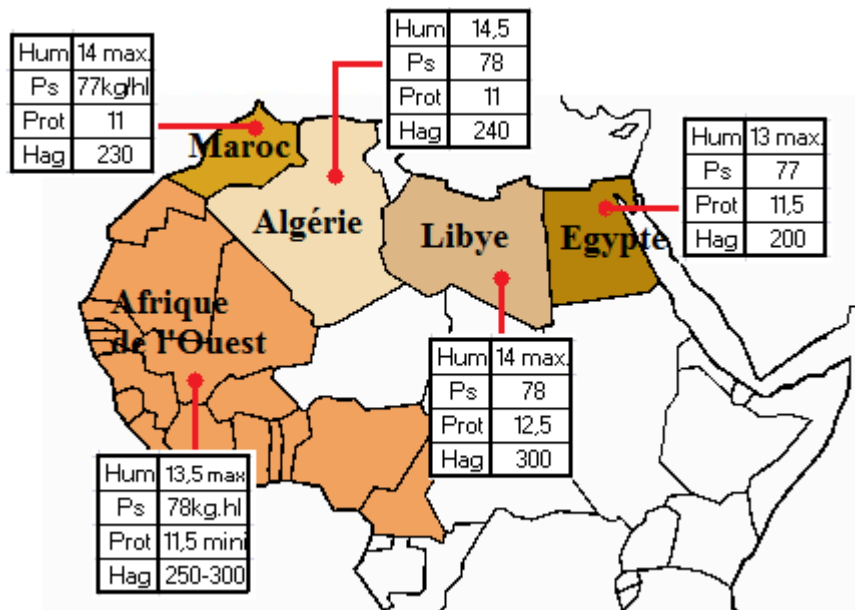 Hum 14 max.
Ps 77kg/hl
Prot 11
Hag 230
Hum 14,5
Ps 78
Prot 11
Hag 240
Hum 13 max.
Ps 77
Prot 11,5
Hag 200
Maroc
Algérie
Libye
Egypte
Afrique
de l'Ouest
Hum 14 max.
Ps 78
Prot 12,5
Hag 300
Hum 13,5 max
Ps 78kg.hl
Prot 11,5 mini
Hag 250-300